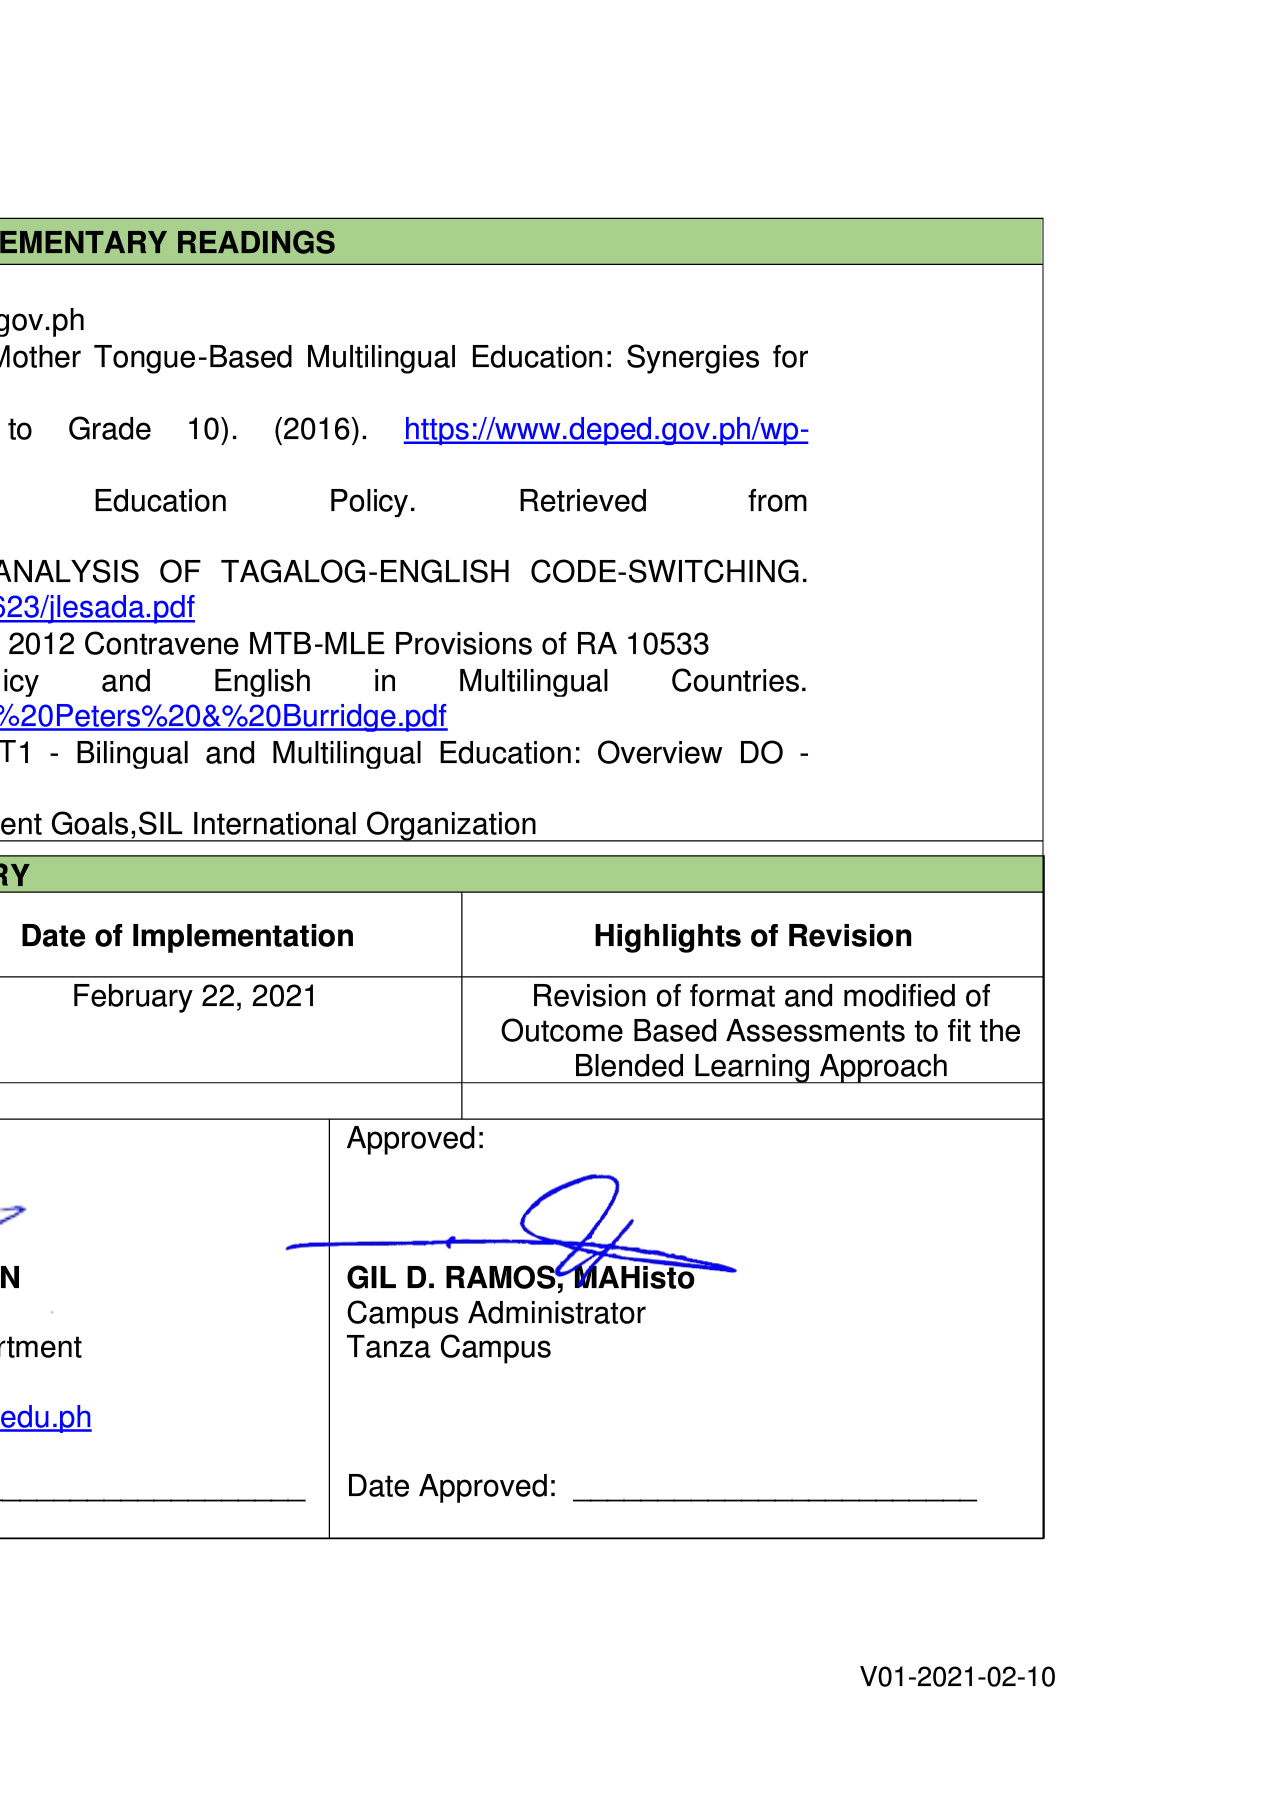 EMENTARY READINGS
gov.ph
Mother Tongue-Based Multilingual Education: Synergies for
to Grade 10). (2016). https://www.deped.gov.ph/wp-
Education Policy. Retrieved from
ANALYSIS OF TAGALOG-ENGLISH CODE-SWITCHING.
623/jlesada.pdf
2012 Contravene MTB-MLE Provisions of RA 10533
icy and English in Multilingual Countries.
%20Peters%20&%20Burridge.pdf
T1 - Bilingual and Multilingual Education: Overview DO -
ent Goals,SIL International Organization
RY
Date of Implementation
Highlights of Revision
February 22, 2021
Revision of format and modified of
Outcome Based Assessments to fit the
Blended Learning Approach
N
rtment
edu.ph
Approved:
GIL D. RAMOS, MAHisto
Campus Administrator
Tanza Campus
Date Approved: ________________________
V01-2021-02-10